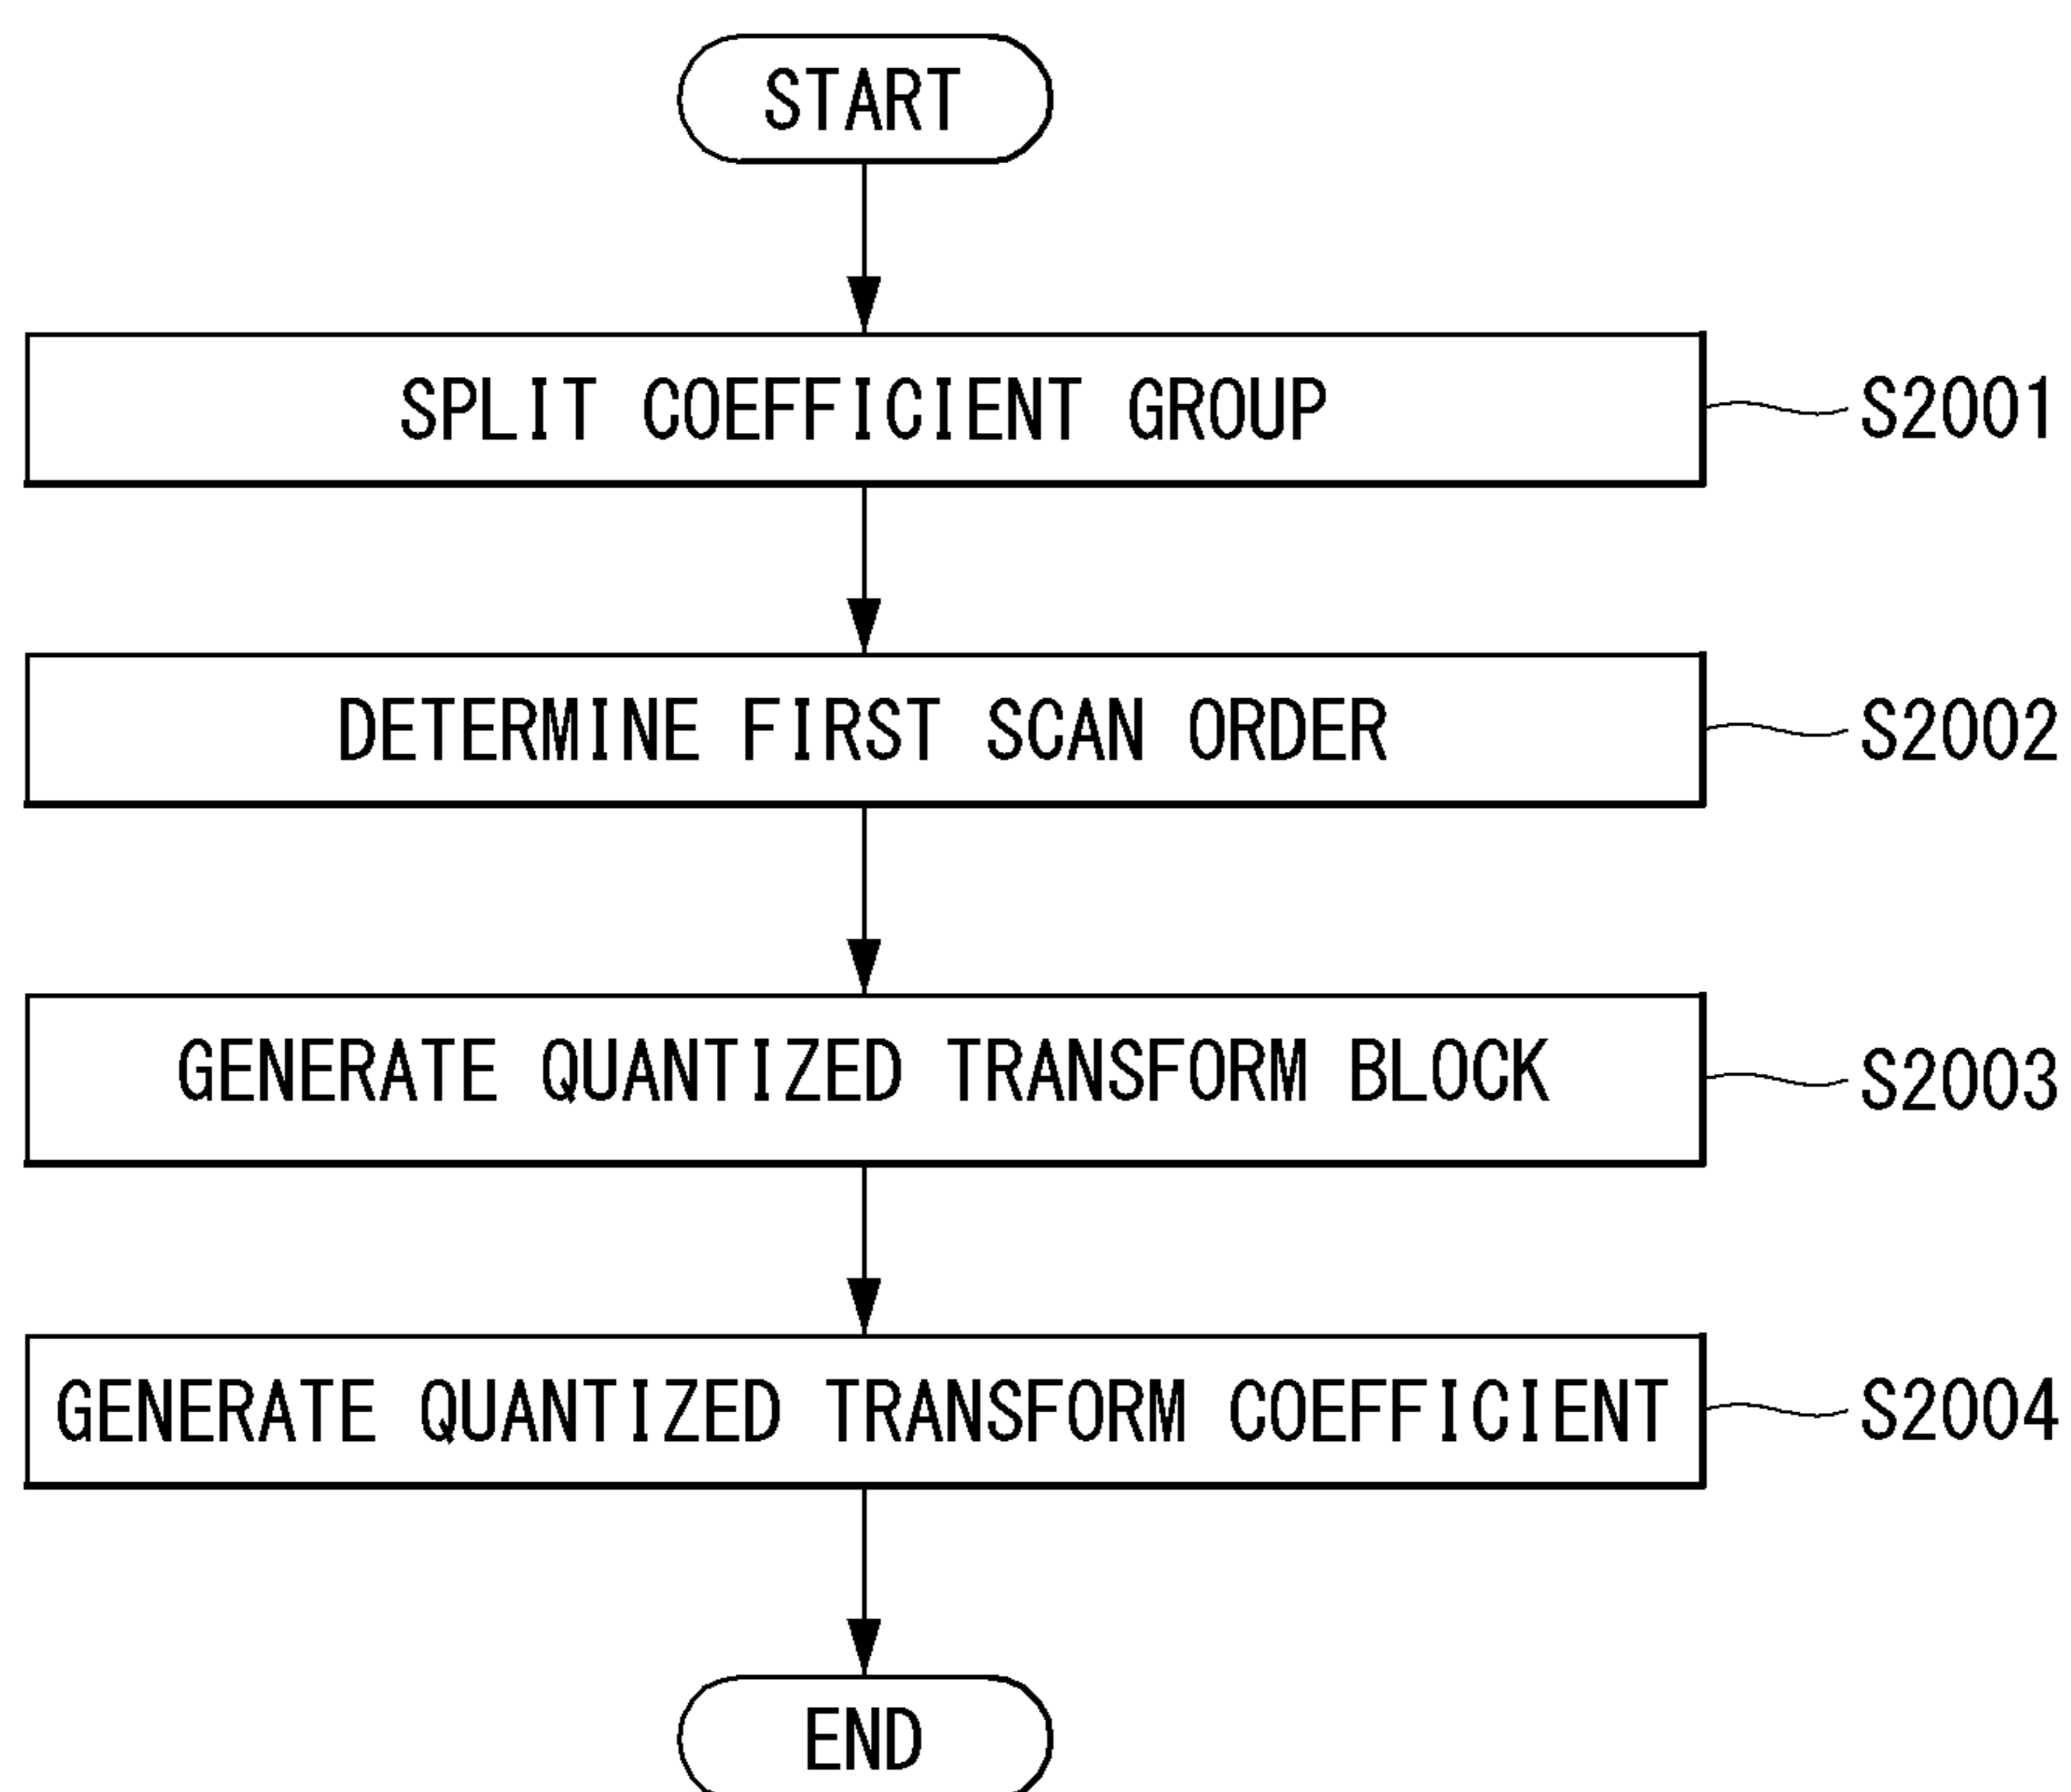 START
SPLIT COEFFICIENT GROUP
S2001
DETERMINE FIRST SCAN ORDER
S2002
GENERATE QUANTIZED TRANSFORM BLOCK
S2003
GENERATE QUANTIZED TRANSFORM COEFFICIENT
S2004
END